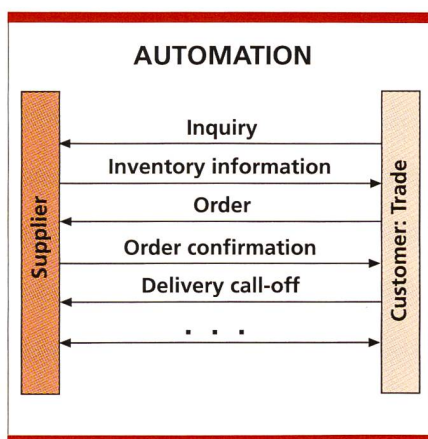 AUTOMATION
Supplier
Inquiry
Inventory information
Order
Order confirmation
Delivery call-off
. . .
Customer: Trade